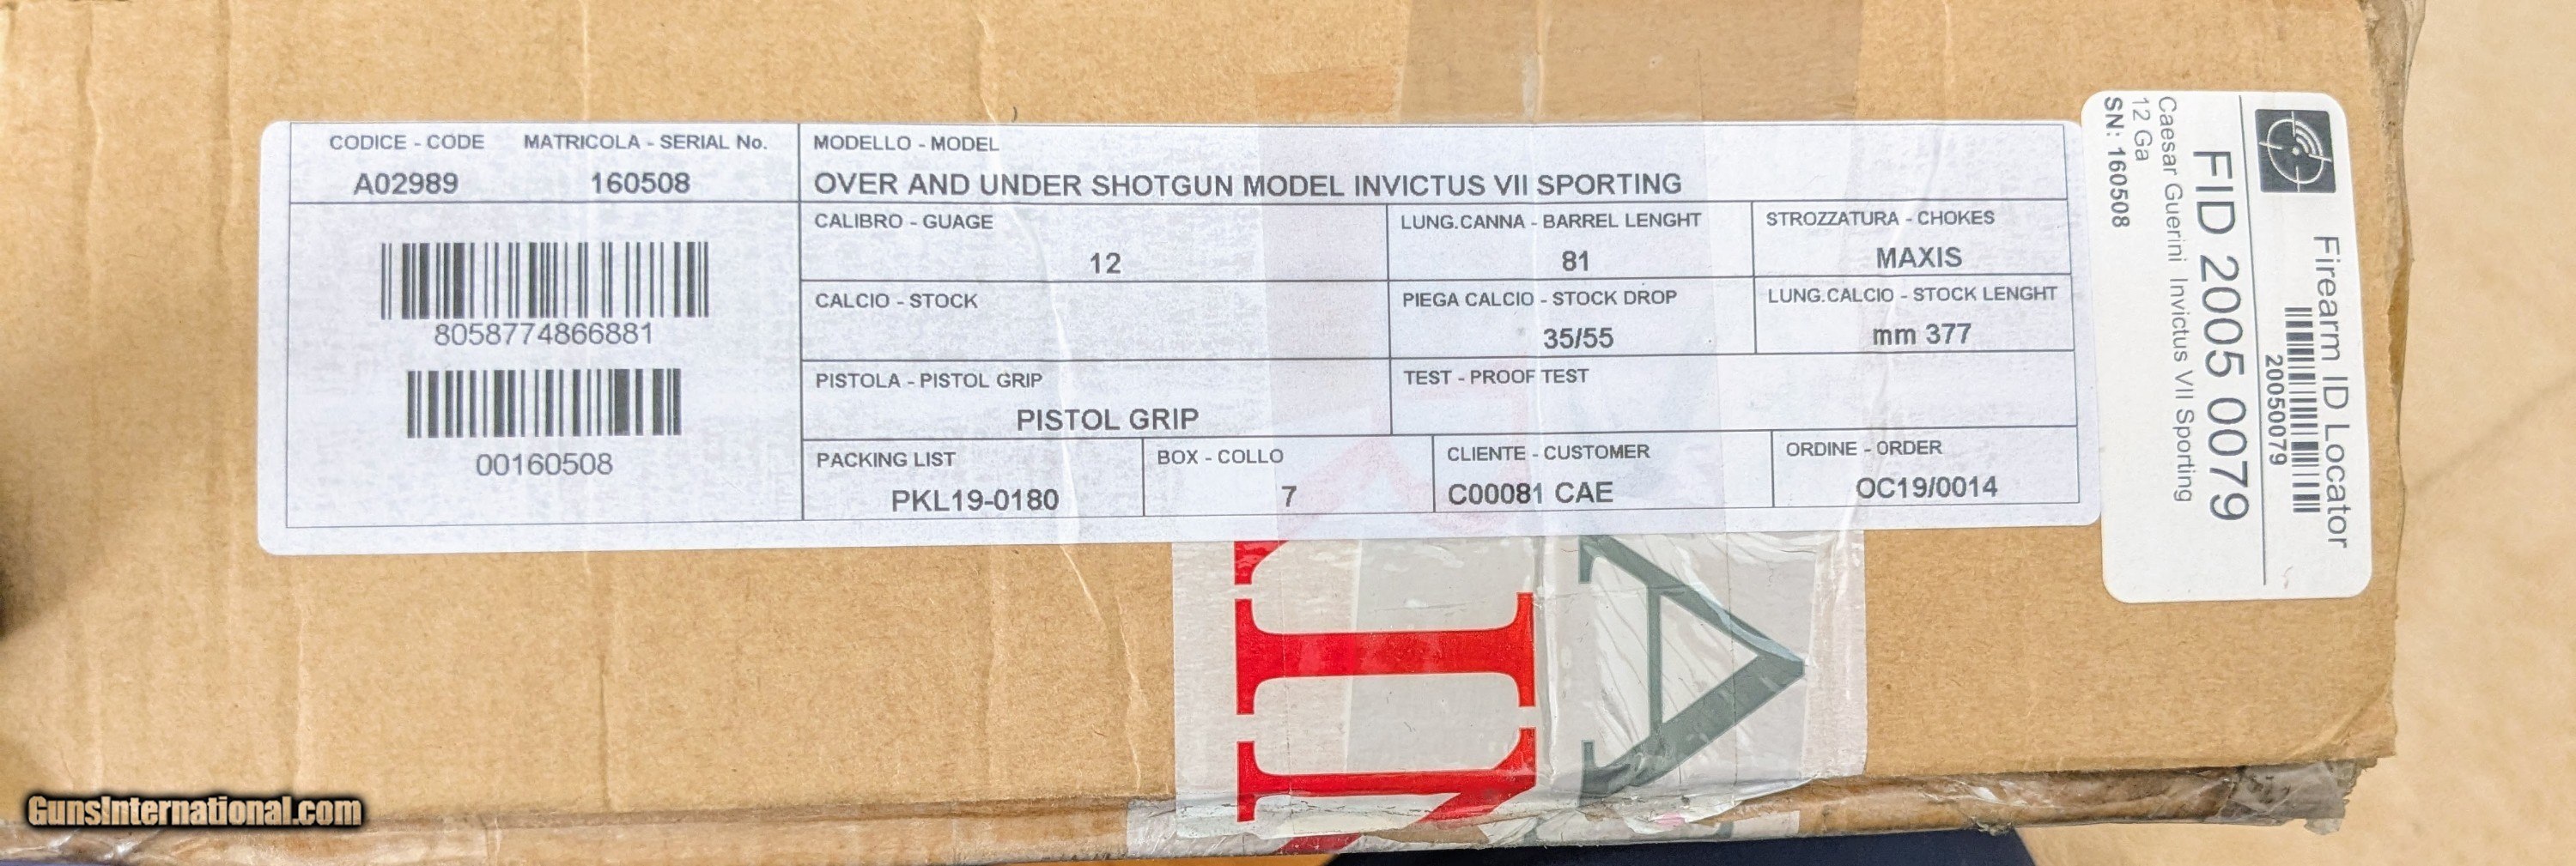 CODICE - CODE
MATRICOLA - SERIAL No.
A02989
160508
8058774866881
00160508
MODELLO - MODEL
OVER AND UNDER SHOTGUN MODEL INVICTUS VII SPORTING
CALIBRO - GUAGE
12
LUNG.CANNA - BARREL LENGHT
81
STROZZATURA - CHOKES
MAXIS
CALCIO - STOCK
PIEGA CALCIO - STOCK DROP
35/55
LUNG.CALCIO - STOCK LENGHT
mm 377
PISTOLA - PISTOL GRIP
PISTOL GRIP
TEST - PROOF TEST
PACKING LIST
PKL19-0180
BOX - COLLO
7
CLIENTE - CUSTOMER
C00081 CAE
ORDINE - ORDER
OC19/0014
Firearm ID Locator
20050079
FID 2005 0079
Caesar Guerini Invictus VII Sporting
12 Ga
SN: 160508
GunsInternational.com